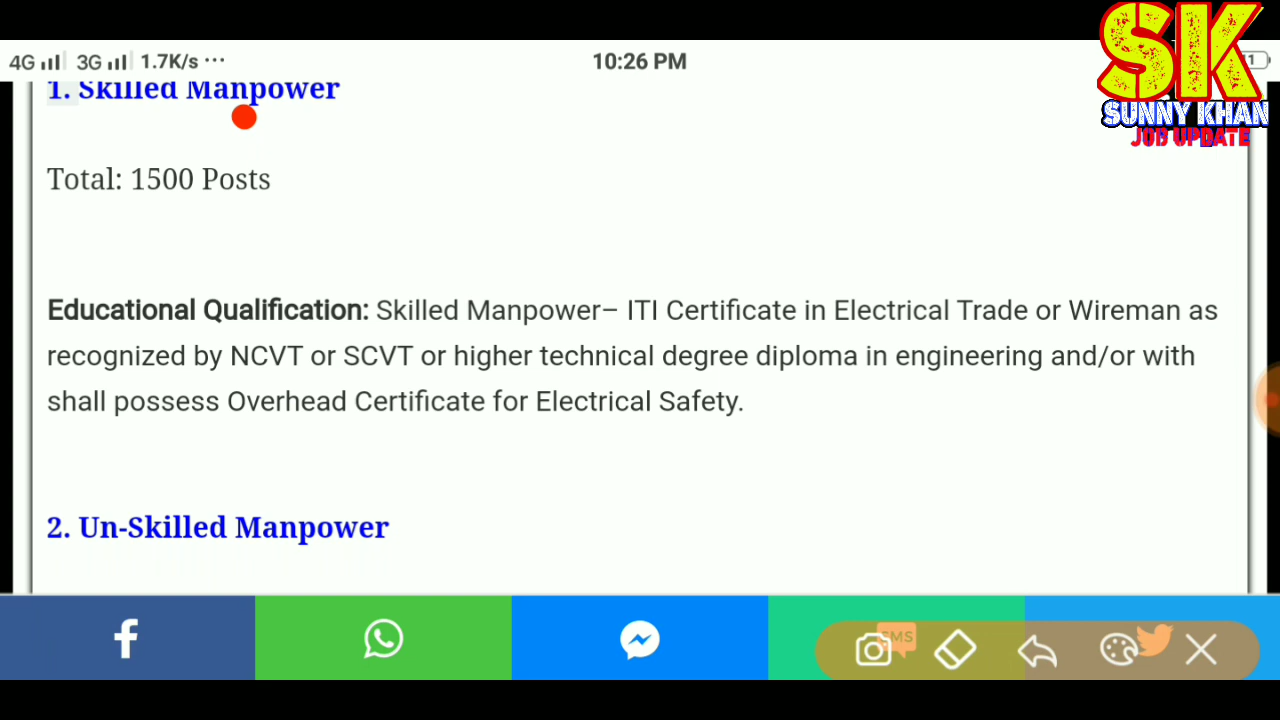 4G 3G 1.7K/s ... 10:26 PM
SK
SUNNY KHAN
JOB UPDATE
1. Skilled Manpower
Total: 1500 Posts
Educational Qualification: Skilled Manpower– ITI Certificate in Electrical Trade or Wireman as
recognized by NCVT or SCVT or higher technical degree diploma in engineering and/or with
shall possess Overhead Certificate for Electrical Safety.
2. Un-Skilled Manpower
SMS